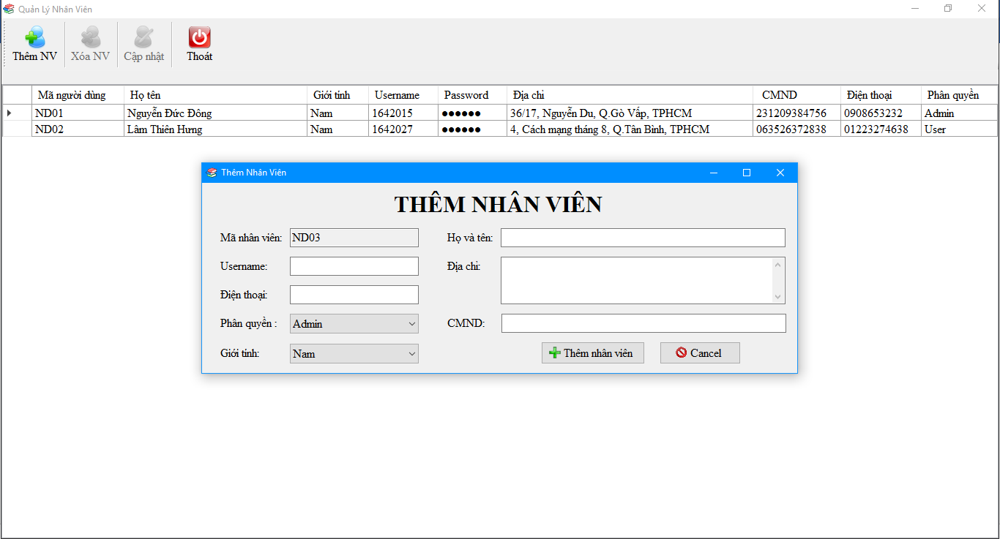 Quản Lý Nhân Viên
Thêm NV Xóa NV Cập nhật Thoát
Mã người dùng Họ tên Giới tính Username Password Địa chỉ CMND Điện thoại Phân quyền
ND01 Nguyễn Đức Đông Nam 1642015 ●●●●●● 36/17, Nguyễn Du, Q.Gò Vấp, TPHCM 231209384756 0908653232 Admin
ND02 Lâm Thiên Hưng Nam 1642027 ●●●●●● 4, Cách mạng tháng 8, Q.Tân Bình, TPHCM 063526372838 01223274638 User
Thêm Nhân Viên
THÊM NHÂN VIÊN
Mã nhân viên: ND03 Họ và tên:
Username: Địa chỉ:
Điện thoại:
Phân quyền : Admin CMND:
Giới tính: Nam Thêm nhân viên Cancel